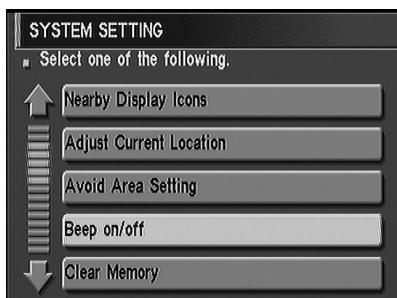 SYSTEM SETTING
Select one of the following.
Nearby Display Icons
Adjust Current Location
Avoid Area Setting
Beep on/off
Clear Memory